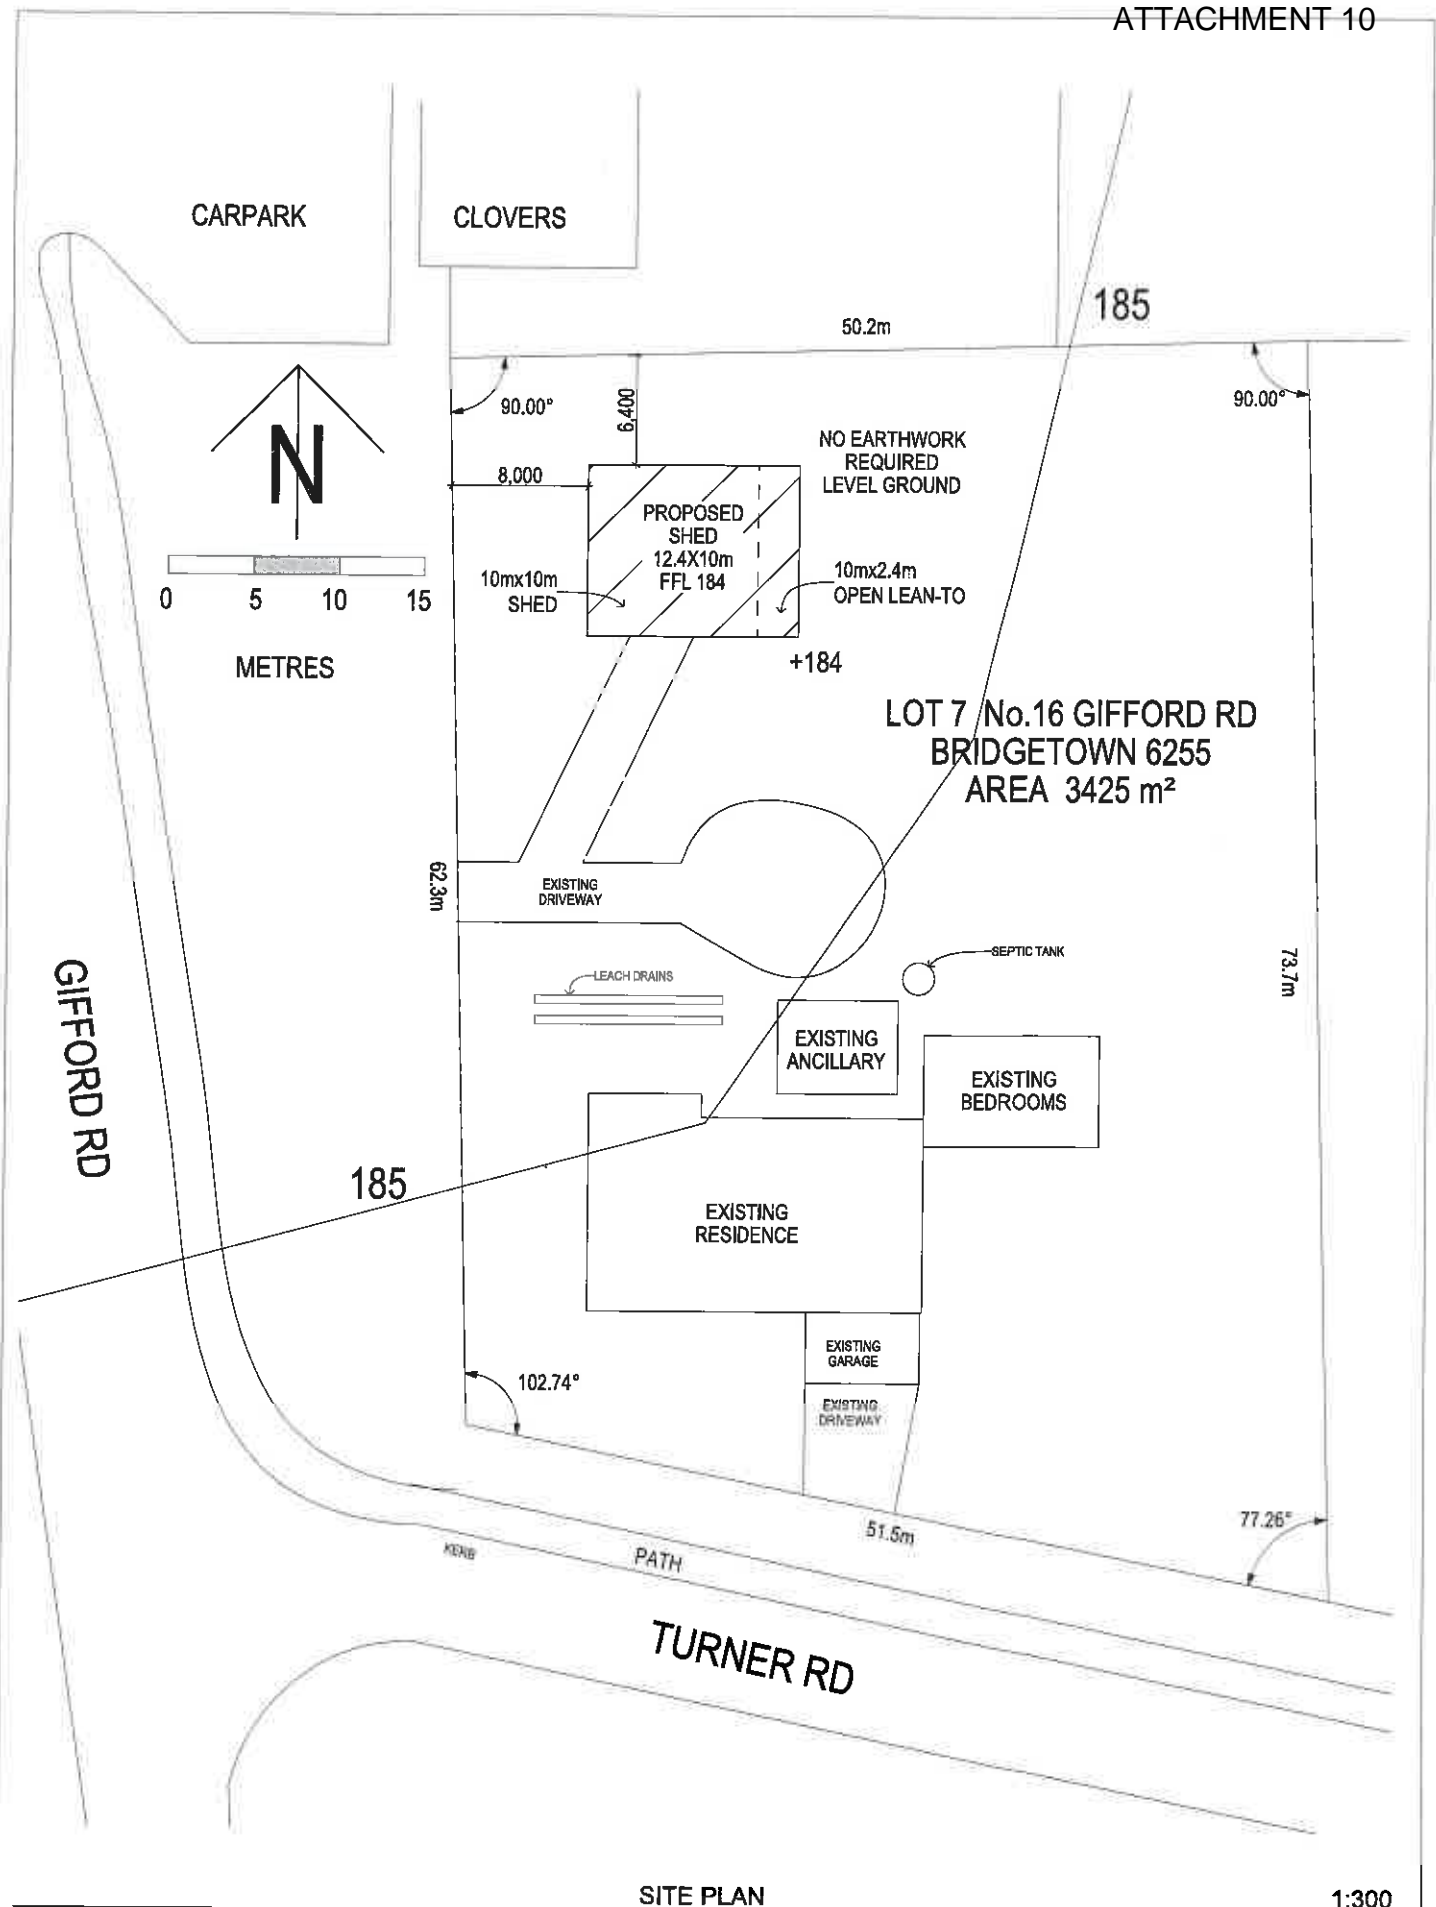 ATTACHMENT 10
CARPARK
CLOVERS
185
50.2m
90.00°
90.00°
6,400
N
NO EARTHWORK
REQUIRED
LEVEL GROUND
8,000
PROPOSED
SHED
12.4X10m
FFL 184
10mx10m
SHED
10mx2.4m
OPEN LEAN-TO
0 5 10 15
METRES
+184
LOT 7 No.16 GIFFORD RD
BRIDGETOWN 6255
AREA 3425 m²
62.3m
EXISTING
DRIVEWAY
SEPTIC TANK
73.7m
LEACH DRAINS
GIFFORD RD
EXISTING
ANCILLARY
EXISTING
BEDROOMS
185
EXISTING
RESIDENCE
EXISTING
GARAGE
102.74°
EXISTING
DRIVEWAY
51.5m
77.26°
KERB
PATH
TURNER RD
SITE PLAN
1:300